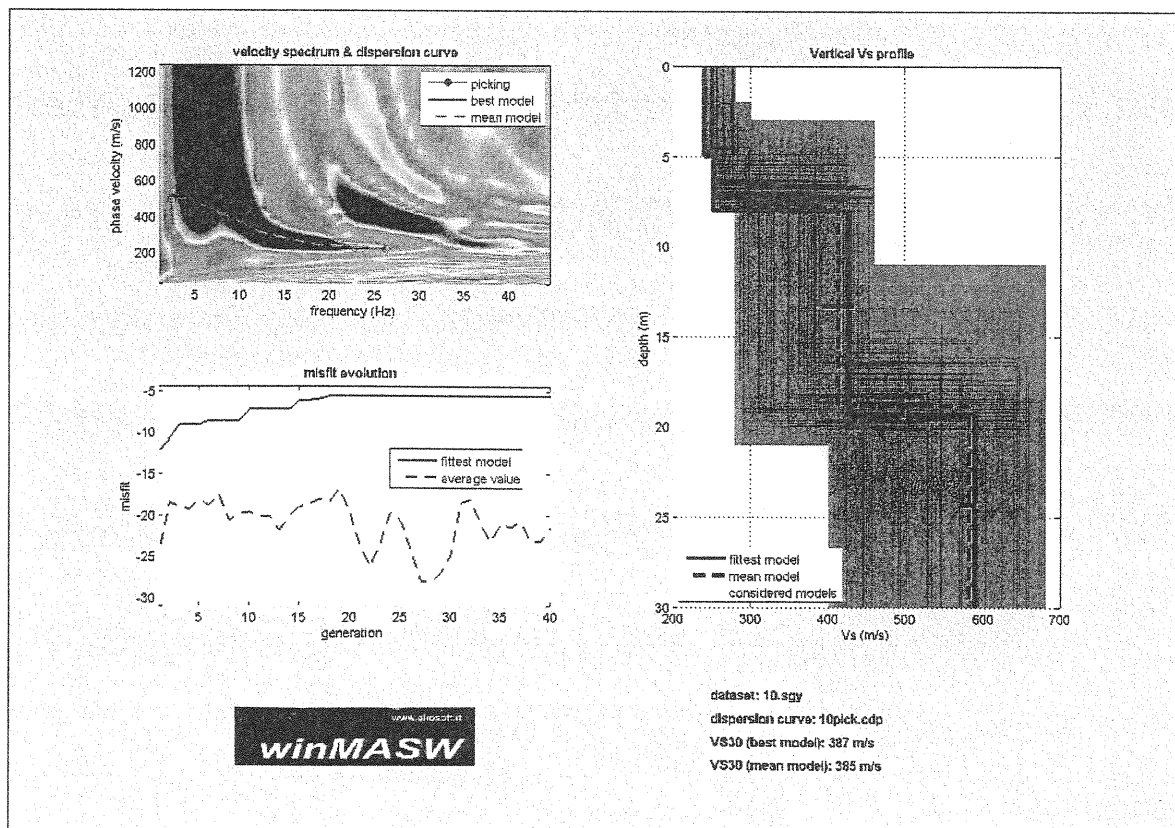 velocity spectrum & dispersion curve
1200
1000
800
600
400
200
phase velocity (m/s)
picking
best model
mean model
5 10 15 20 25 30 35 40
frequency (Hz)
misfit evolution
-5
-10
-15
-20
-25
-30
misfit
fittest model
average value
5 10 15 20 25 30 35 40
generation
Vertical Vs profile
0
5
10
15
20
25
30
depth (m)
fittest model
mean model
considered models
200 300 400 500 600 700
Vs (m/s)
www.eliosoft.it
winMASW
dataset: 10.sgy
dispersion curve: 10pick.cdp
VS30 (best model): 387 m/s
VS30 (mean model): 385 m/s